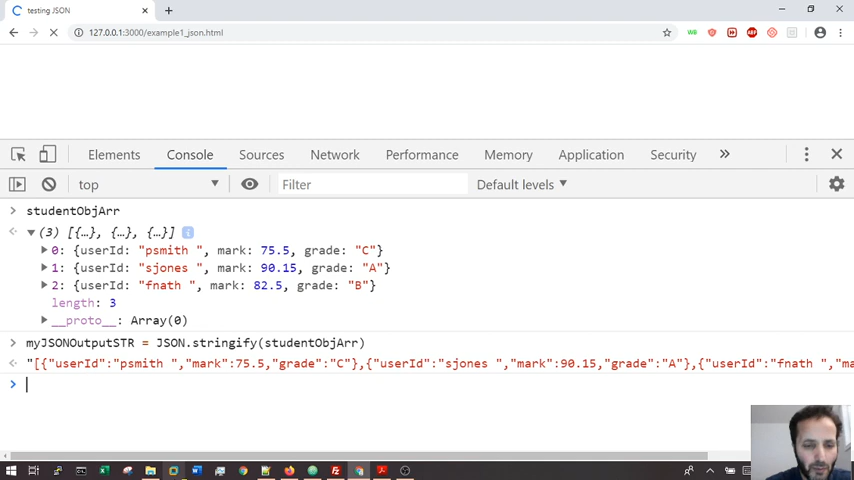 testing JSON
127.0.0.1:3000/example1_json.html
Elements Console Sources Network Performance Memory Application Security
top Filter Default levels
studentObjArr
(3) [{…}, {…}, {…}]
0: {userId: "psmith ", mark: 75.5, grade: "C"}
1: {userId: "sjones ", mark: 90.15, grade: "A"}
2: {userId: "fnath ", mark: 82.5, grade: "B"}
length: 3
__proto__: Array(0)
myJSONOutputSTR = JSON.stringify(studentObjArr)
"[{"userId":"psmith ","mark":75.5,"grade":"C"},{"userId":"sjones ","mark":90.15,"grade":"A"},{"userId":"fnath ","ma